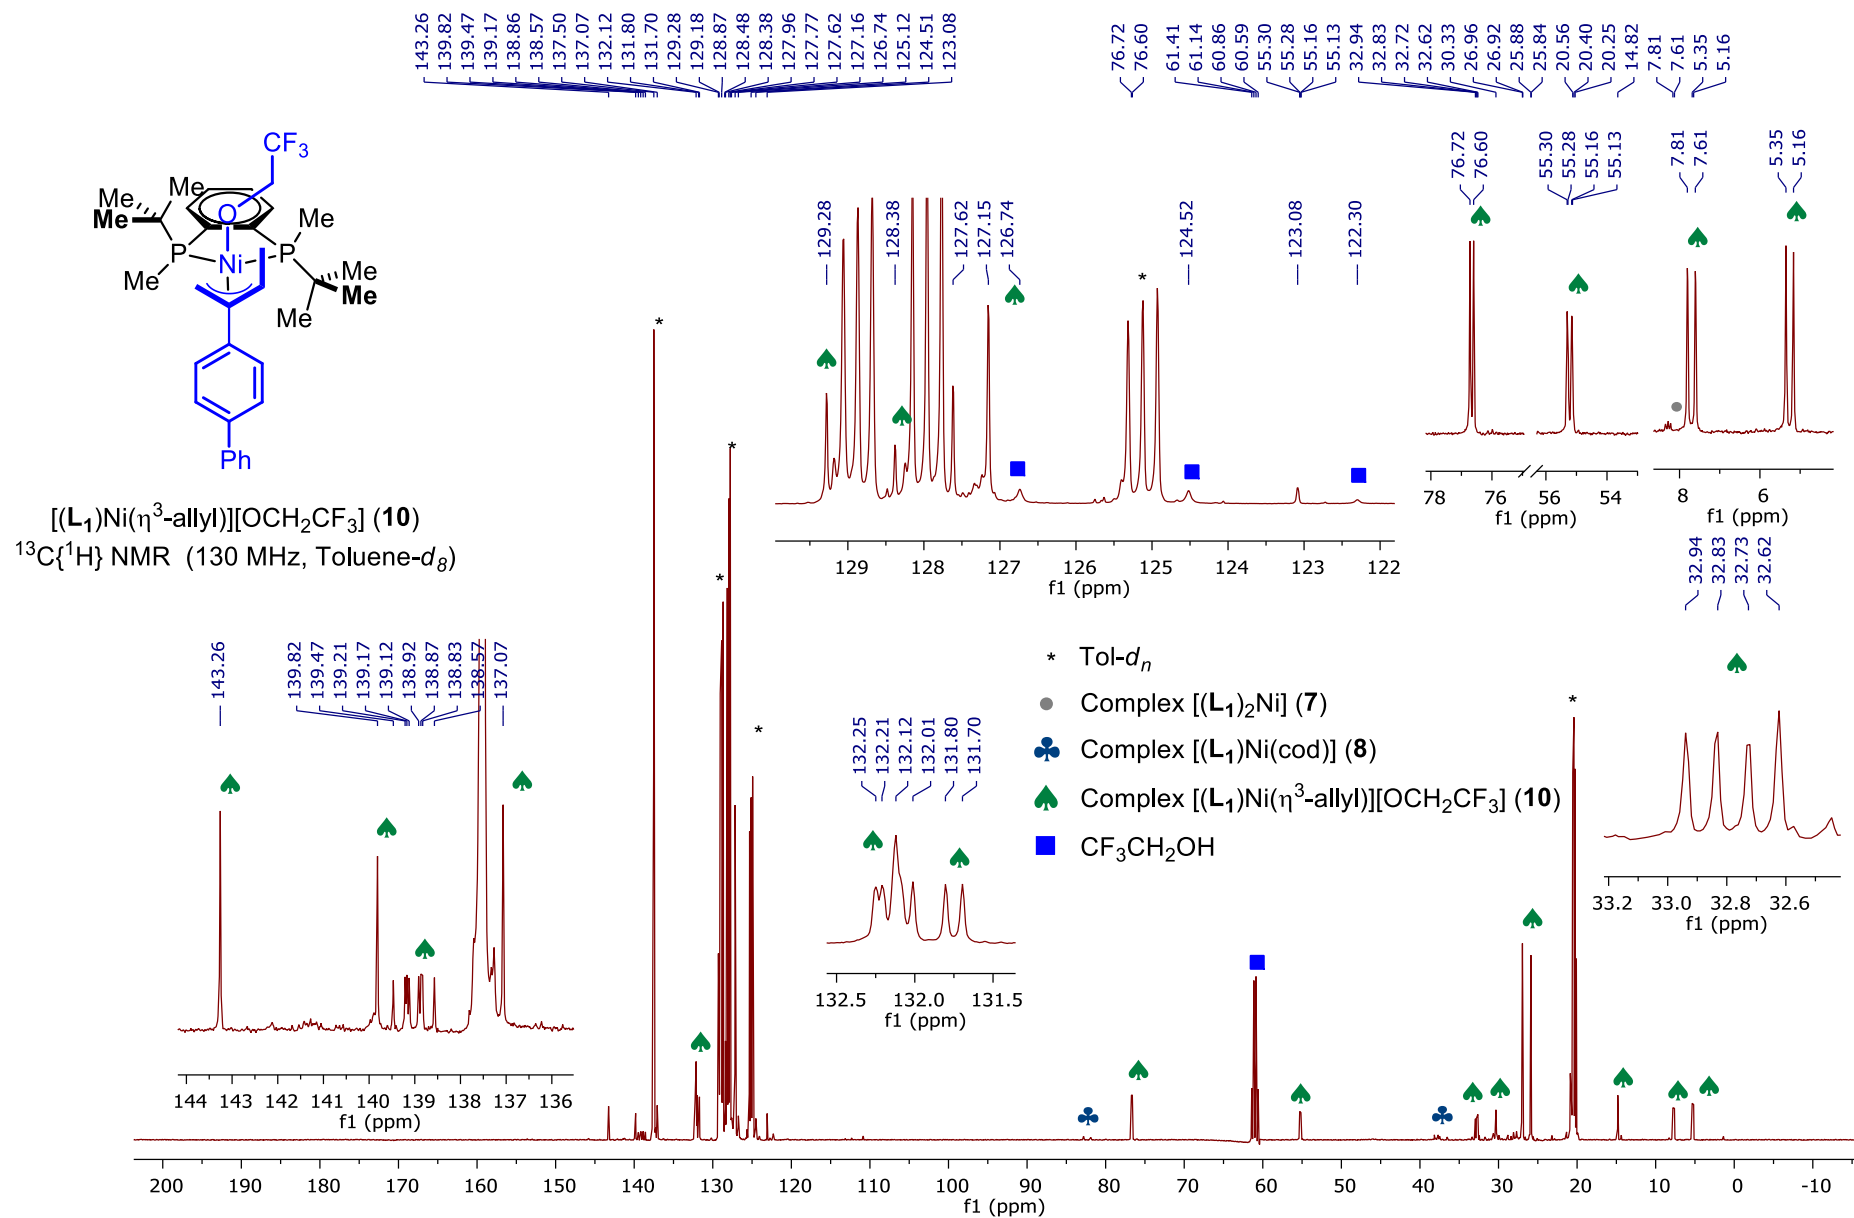 143.26
139.82
139.47
139.17
138.86
138.57
137.50
137.07
132.12
131.80
131.70
129.28
129.18
128.87
128.48
128.38
127.96
127.77
127.62
127.16
126.74
125.12
124.51
123.08
76.72
76.60
61.41
61.14
60.86
60.59
55.30
55.28
55.16
55.13
32.94
32.83
32.72
32.62
30.33
26.96
26.92
25.88
25.84
20.56
20.40
20.25
14.82
7.81
7.61
5.35
5.16
CF3
Me
Me
Me
O
Me
P
Ni
P
Me
Me
Me
Me
Ph
[(L1)Ni(η3-allyl)][OCH2CF3] (10)
13C{1H} NMR (130 MHz, Toluene-d8)
129.28
128.38
127.62
127.15
126.74
124.52
123.08
122.30
*
129 128 127 126 125 124 123 122
f1 (ppm)
76.72
76.60
55.30
55.28
55.16
55.13
7.81
7.61
5.35
5.16
78 76 56 54
f1 (ppm)
8 6
f1 (ppm)
32.94
32.83
32.73
32.62
33.2 33.0 32.8 32.6
f1 (ppm)
143.26
139.82
139.47
139.21
139.17
139.12
138.92
138.87
138.83
138.57
137.07
144 143 142 141 140 139 138 137 136
f1 (ppm)
132.25
132.21
132.12
132.01
131.80
131.70
132.5 132.0 131.5
f1 (ppm)
* Tol-dn
Complex [(L1)2Ni] (7)
Complex [(L1)Ni(cod)] (8)
Complex [(L1)Ni(η3-allyl)][OCH2CF3] (10)
CF3CH2OH
*
*
*
*
*
200 190 180 170 160 150 140 130 120 110 100 90 80 70 60 50 40 30 20 10 0 -10
f1 (ppm)